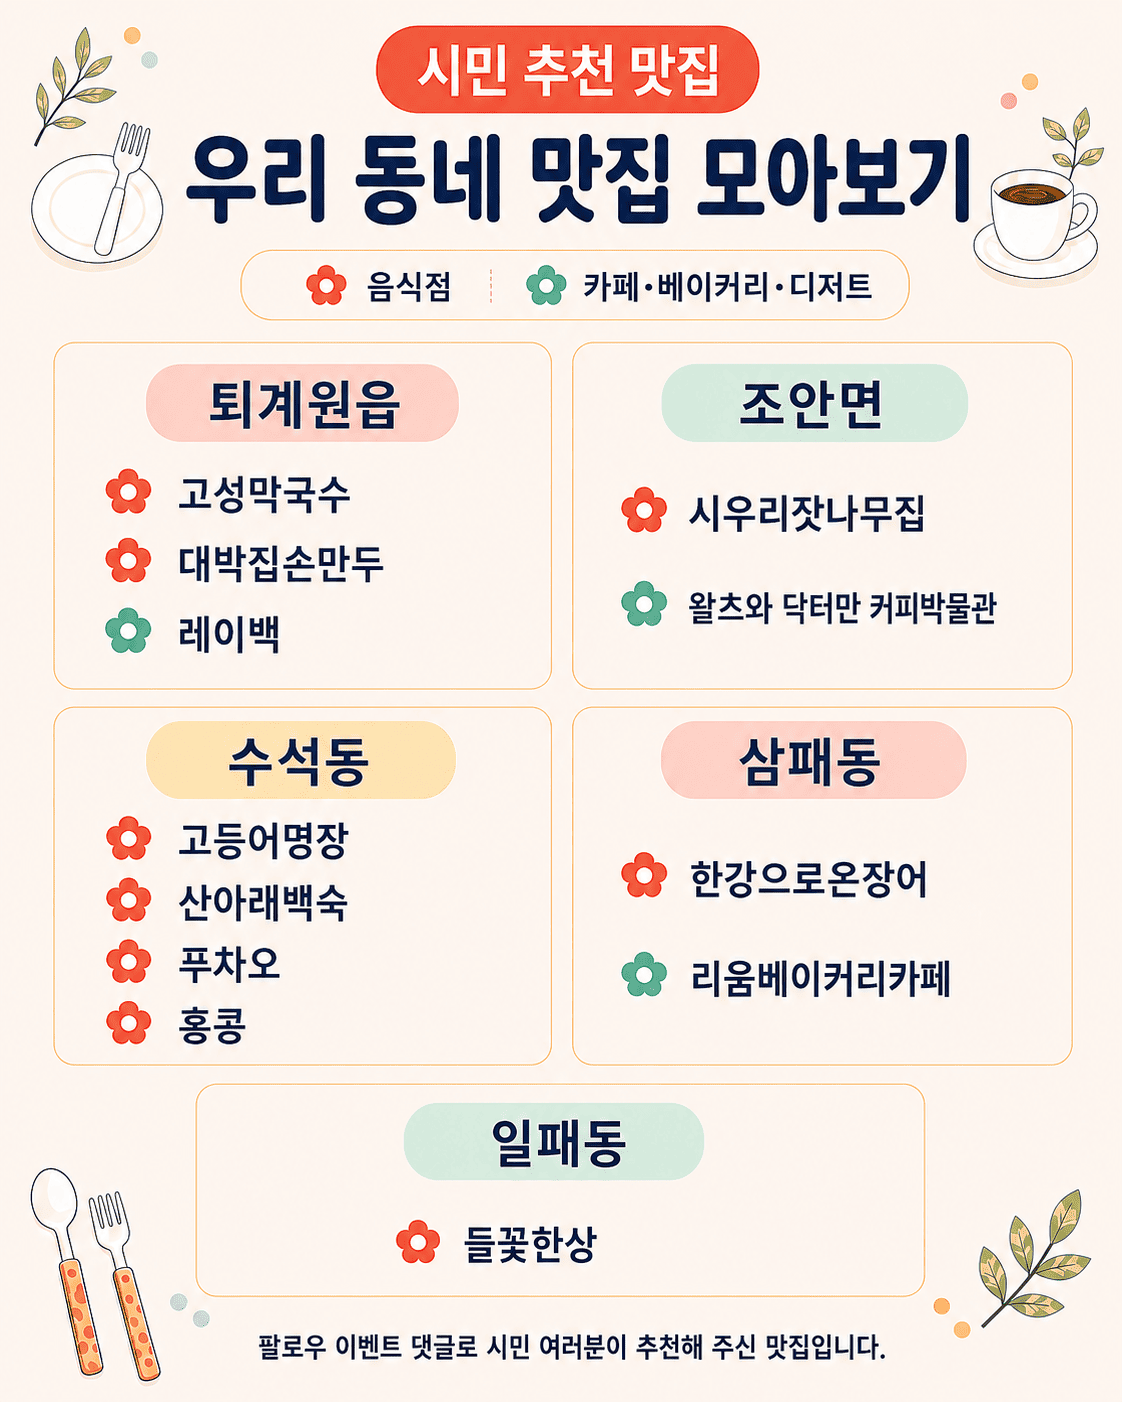 시민 추천 맛집
우리 동네 맛집 모아보기
음식점
카페·베이커리·디저트
퇴계원읍
고성막국수
대박집손만두
레이백
조안면
시우리잣나무집
왈츠와 닥터만 커피박물관
수석동
고등어명장
산아래백숙
푸차오
홍콩
삼패동
한강으로온장어
리움베이커리카페
일패동
들꽃한상
팔로우 이벤트 댓글로 시민 여러분이 추천해 주신 맛집입니다.